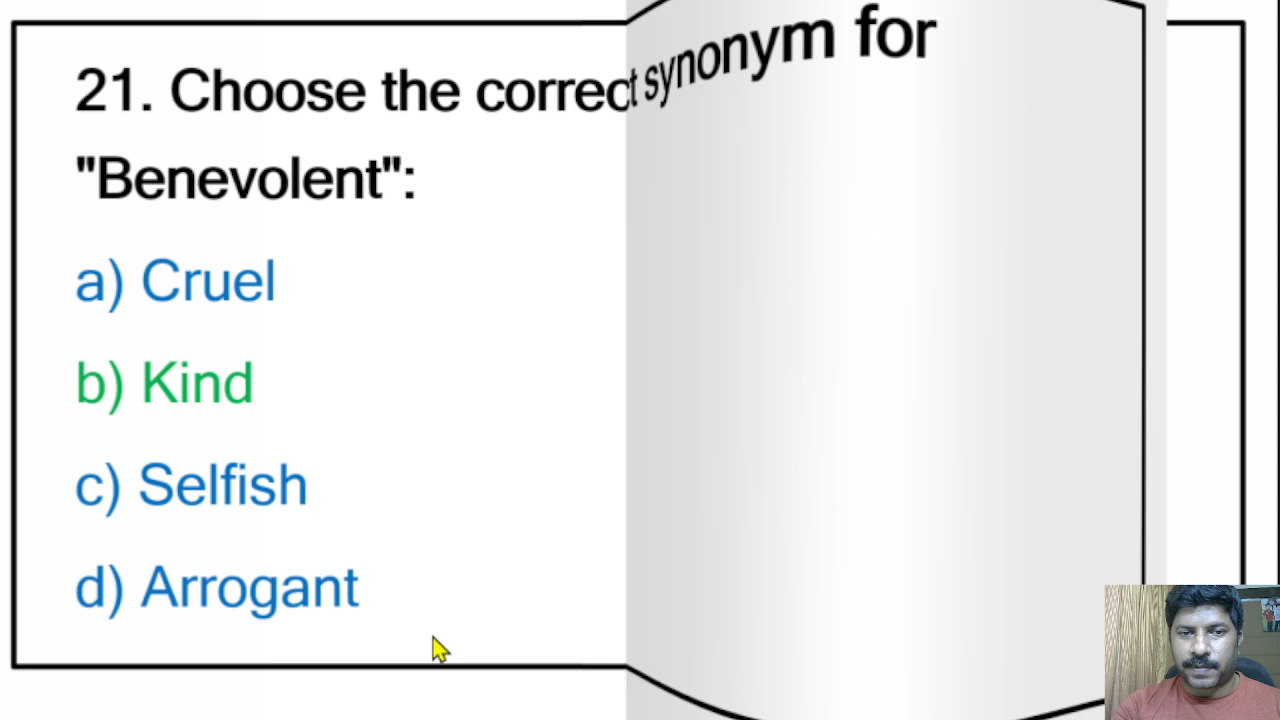 21. Choose the correct synonym for
"Benevolent":
a) Cruel
b) Kind
c) Selfish
d) Arrogant